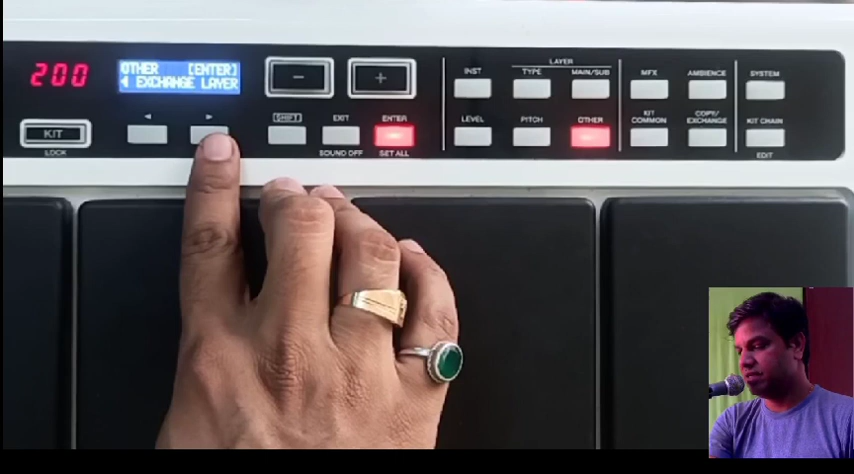 200
OTHER [ENTER]
EXCHANGE LAYER
KIT
LOCK
−
+
SHIFT
EXIT
SOUND OFF
ENTER
SET ALL
LAYER
INST
TYPE
MAIN/SUB
LEVEL
PITCH
OTHER
MFX
AMBIENCE
KIT
COMMON
COPY/
EXCHANGE
SYSTEM
KIT CHAIN
EDIT